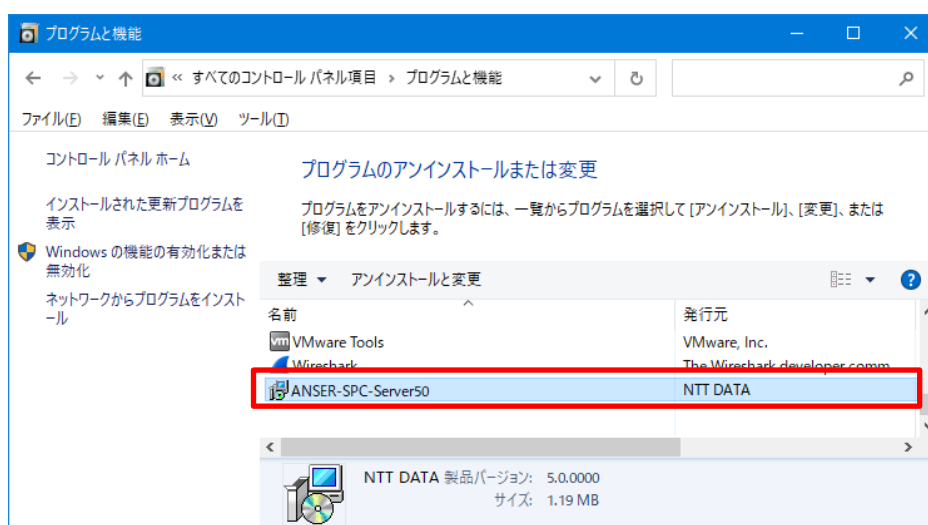 プログラムと機能
« すべてのコントロール パネル項目 › プログラムと機能
ファイル(F) 編集(E) 表示(V) ツール(T)
コントロール パネル ホーム
インストールされた更新プログラムを
表示
Windows の機能の有効化または
無効化
ネットワークからプログラムをインスト
ール
プログラムのアンインストールまたは変更
プログラムをアンインストールするには、一覧からプログラムを選択して [アンインストール]、[変更]、または
[修復] をクリックします。
整理 アンインストールと変更
名前 発行元
vm VMware Tools VMware, Inc.
Wireshark The Wireshark developer comm
ANSER-SPC-Server50 NTT DATA
NTT DATA 製品バージョン: 5.0.0000
サイズ: 1.19 MB